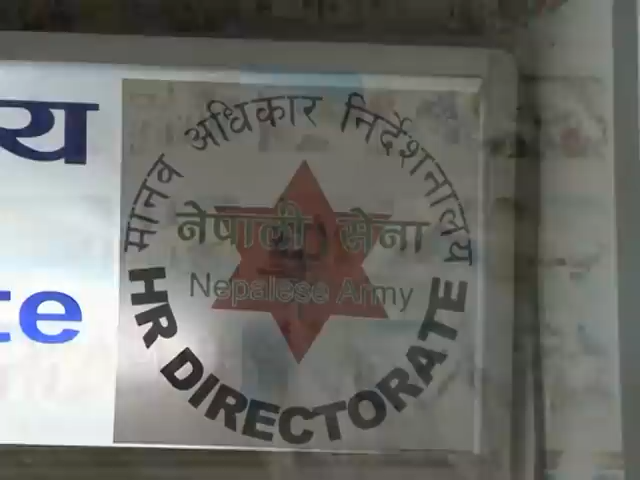 य
te
मानव अधिकार निर्देशनालय
नेपाली सेना
Nepalese Army
HR DIRECTORATE